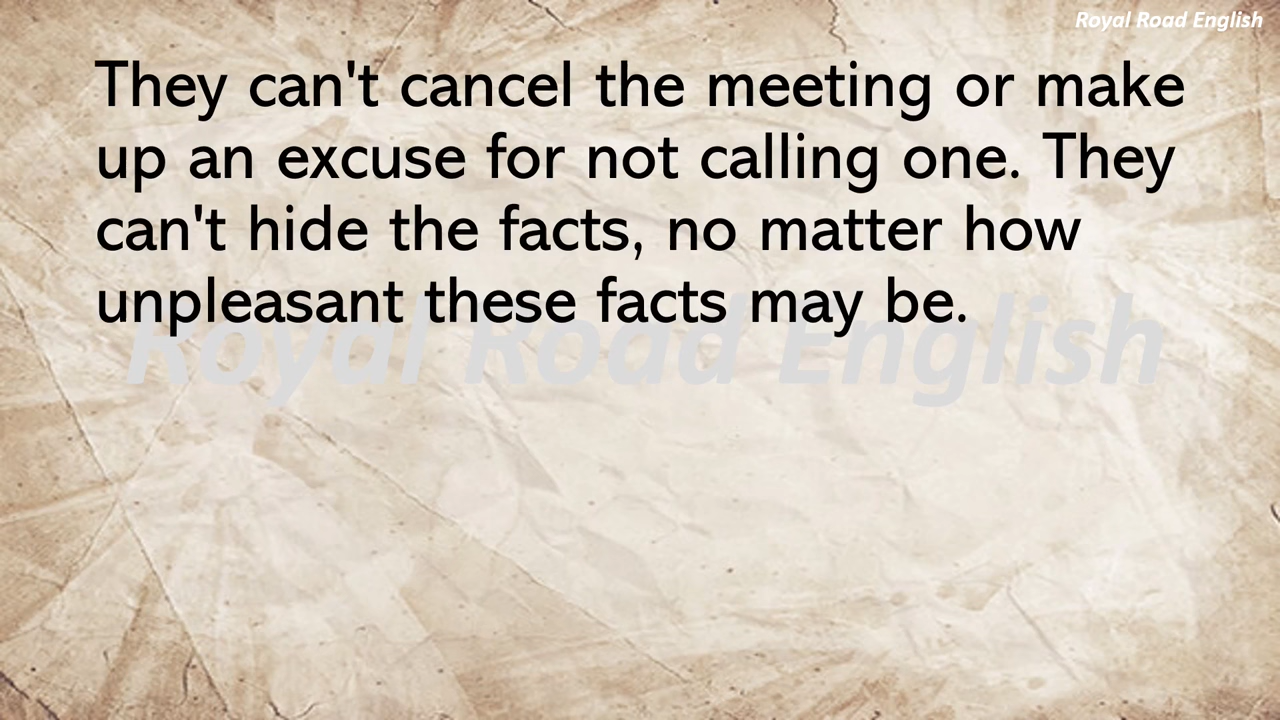 Royal Road English
They can't cancel the meeting or make
up an excuse for not calling one. They
can't hide the facts, no matter how
unpleasant these facts may be.
Royal Road English